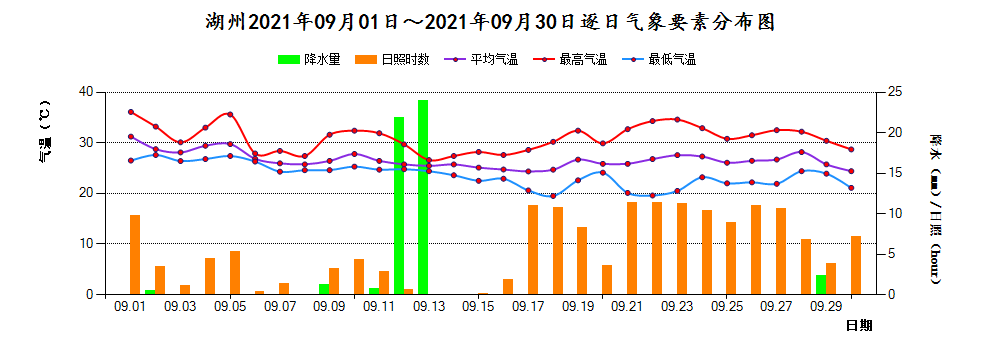 湖州2021年09月01日～2021年09月30日逐日气象要素分布图
降水量 日照时数 平均气温 最高气温 最低气温
气温（℃）
40
30
20
10
0
25
20
15
10
5
0
降水（mm）/日照（hour）
09.01 09.03 09.05 09.07 09.09 09.11 09.13 09.15 09.17 09.19 09.21 09.23 09.25 09.27 09.29
日期